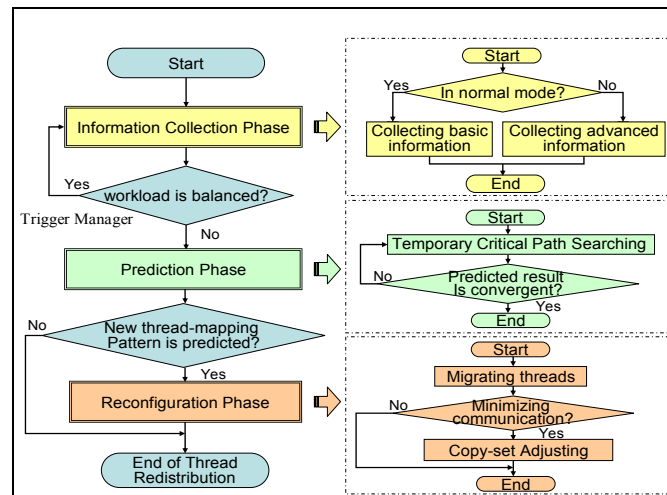 Start
Information Collection Phase
Yes
workload is balanced?
Trigger Manager
No
Prediction Phase
No
New thread-mapping
Pattern is predicted?
Yes
Reconfiguration Phase
End of Thread
Redistribution
Start
Yes
In normal mode?
No
Collecting basic
information
Collecting advanced
information
End
Start
Temporary Critical Path Searching
No
Predicted result
Is convergent?
Yes
End
Start
Migrating threads
No
Minimizing
communication?
Yes
Copy-set Adjusting
End